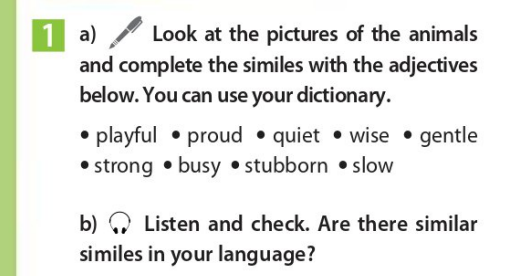 1 a) Look at the pictures of the animals
and complete the similes with the adjectives
below. You can use your dictionary.
• playful • proud • quiet • wise • gentle
• strong • busy • stubborn • slow
b) Listen and check. Are there similar
similes in your language?